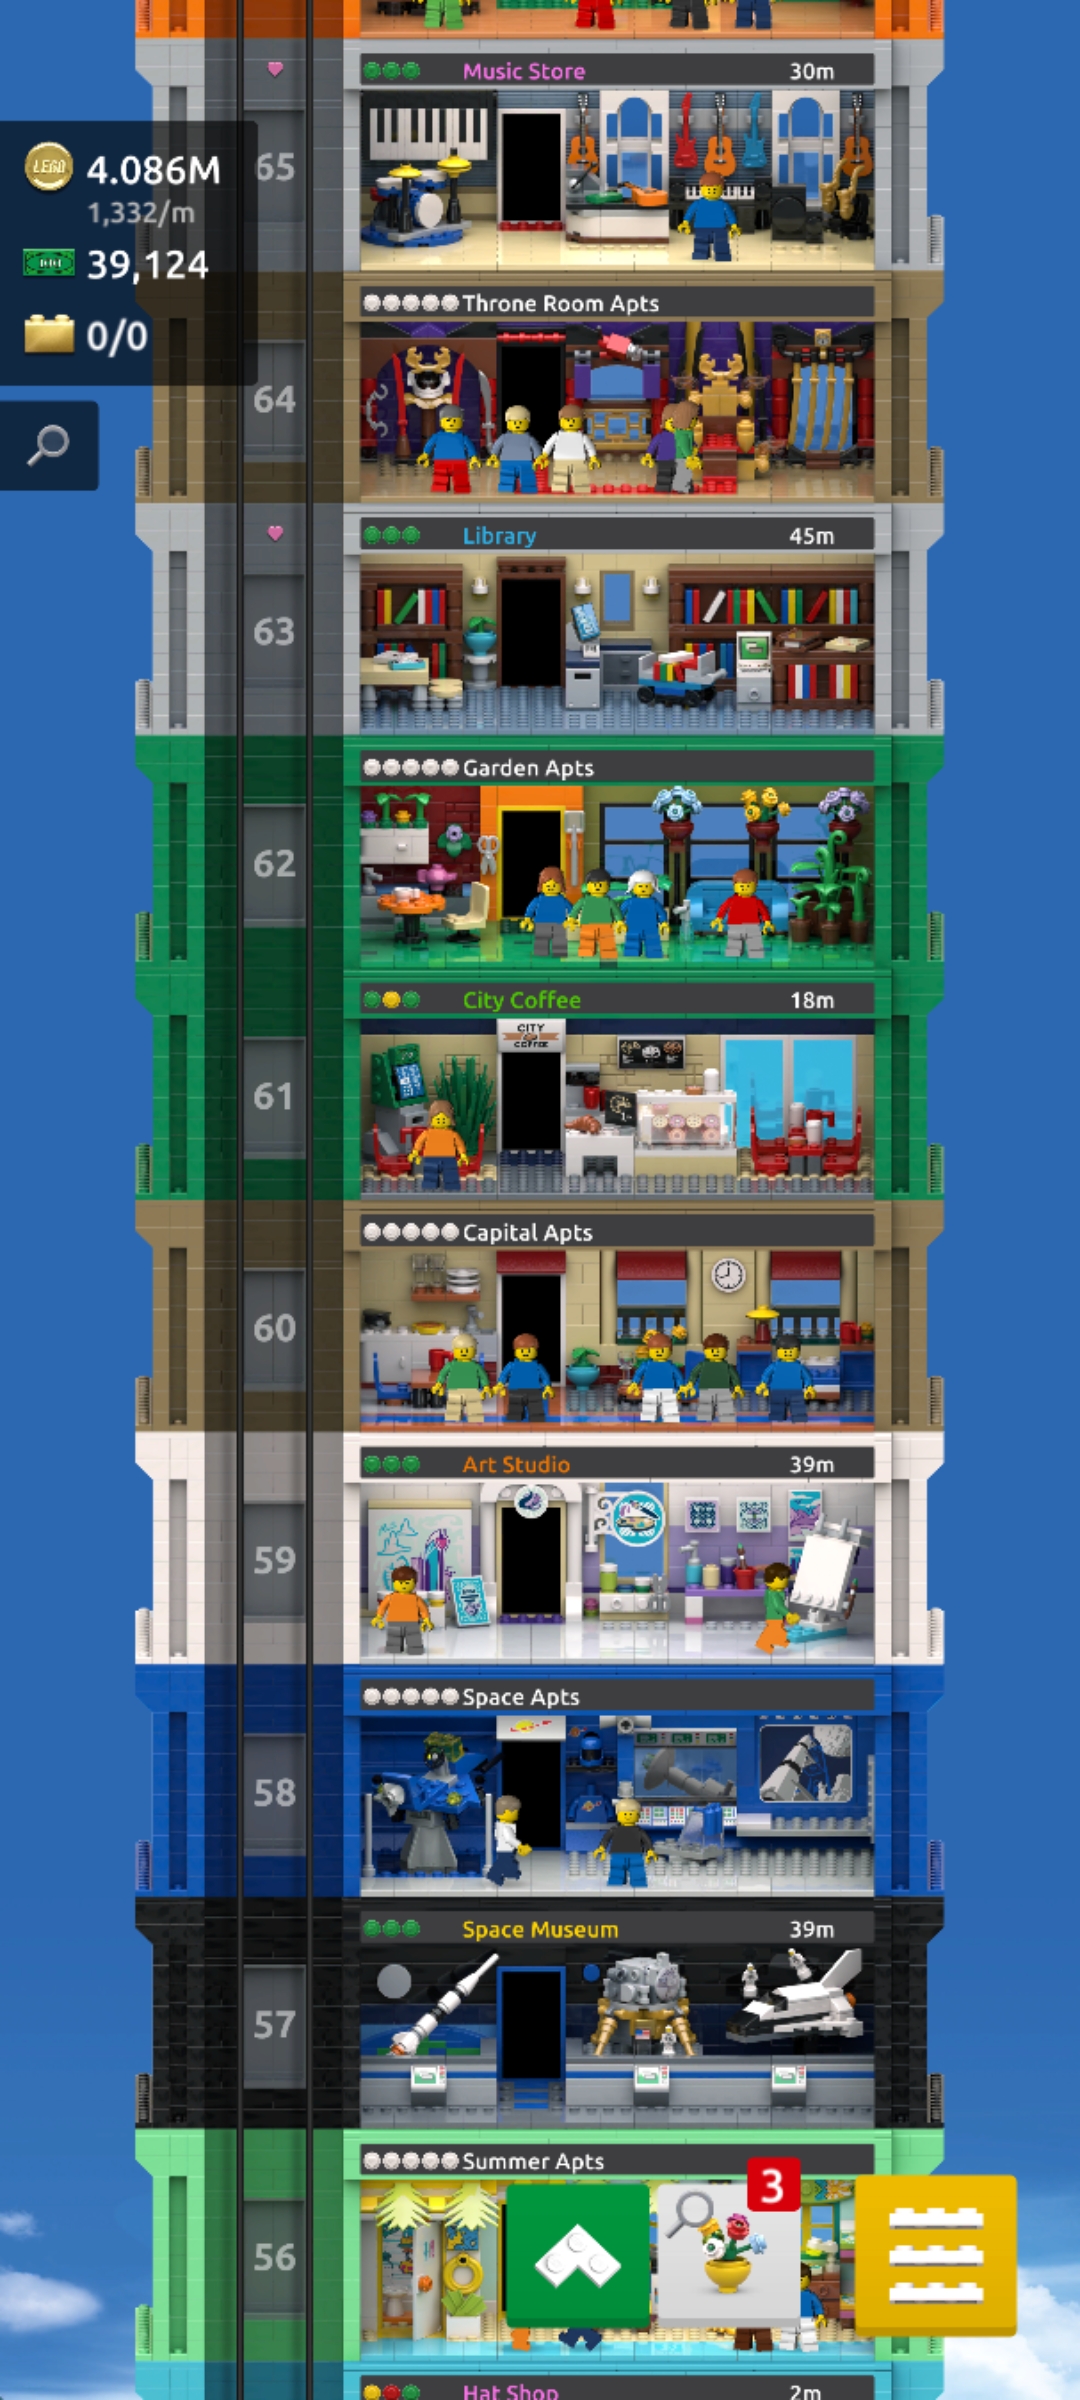 Music Store 30m
65
LEGO 4.086M
1,332/m
39,124
0/0
Throne Room Apts
64
Library 45m
63
Garden Apts
62
City Coffee 18m
CITY
COFFEE
61
Capital Apts
60
Art Studio 39m
59
Space Apts
58
Space Museum 39m
57
Summer Apts
3
56
Hat Shop 2m